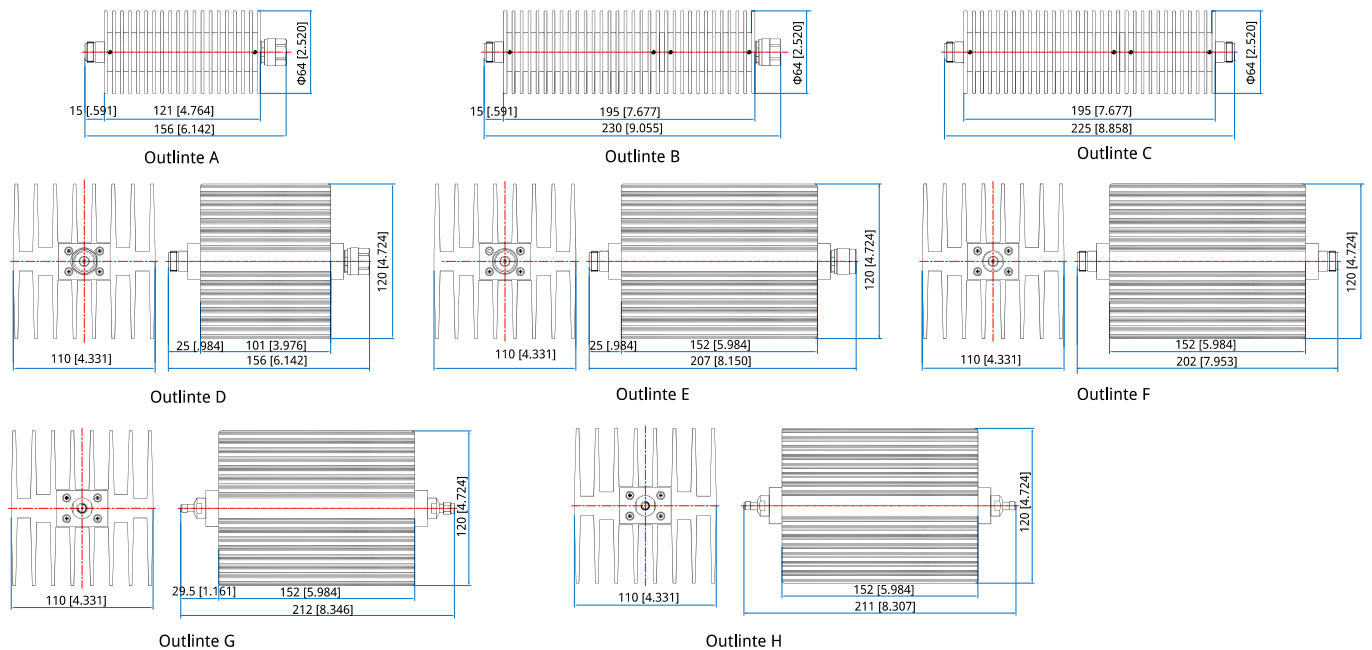 Φ64 [2.520]
15 [.591]
121 [4.764]
156 [6.142]
Outlinte A
Φ64 [2.520]
15 [.591]
195 [7.677]
230 [9.055]
Outlinte B
Φ64 [2.520]
195 [7.677]
225 [8.858]
Outlinte C
110 [4.331]
120 [4.724]
25 [.984]
101 [3.976]
156 [6.142]
Outlinte D
110 [4.331]
120 [4.724]
25 [.984]
152 [5.984]
207 [8.150]
Outlinte E
110 [4.331]
120 [4.724]
152 [5.984]
202 [7.953]
Outlinte F
110 [4.331]
120 [4.724]
29.5 [1.161]
152 [5.984]
212 [8.346]
Outlinte G
110 [4.331]
120 [4.724]
152 [5.984]
211 [8.307]
Outlinte H